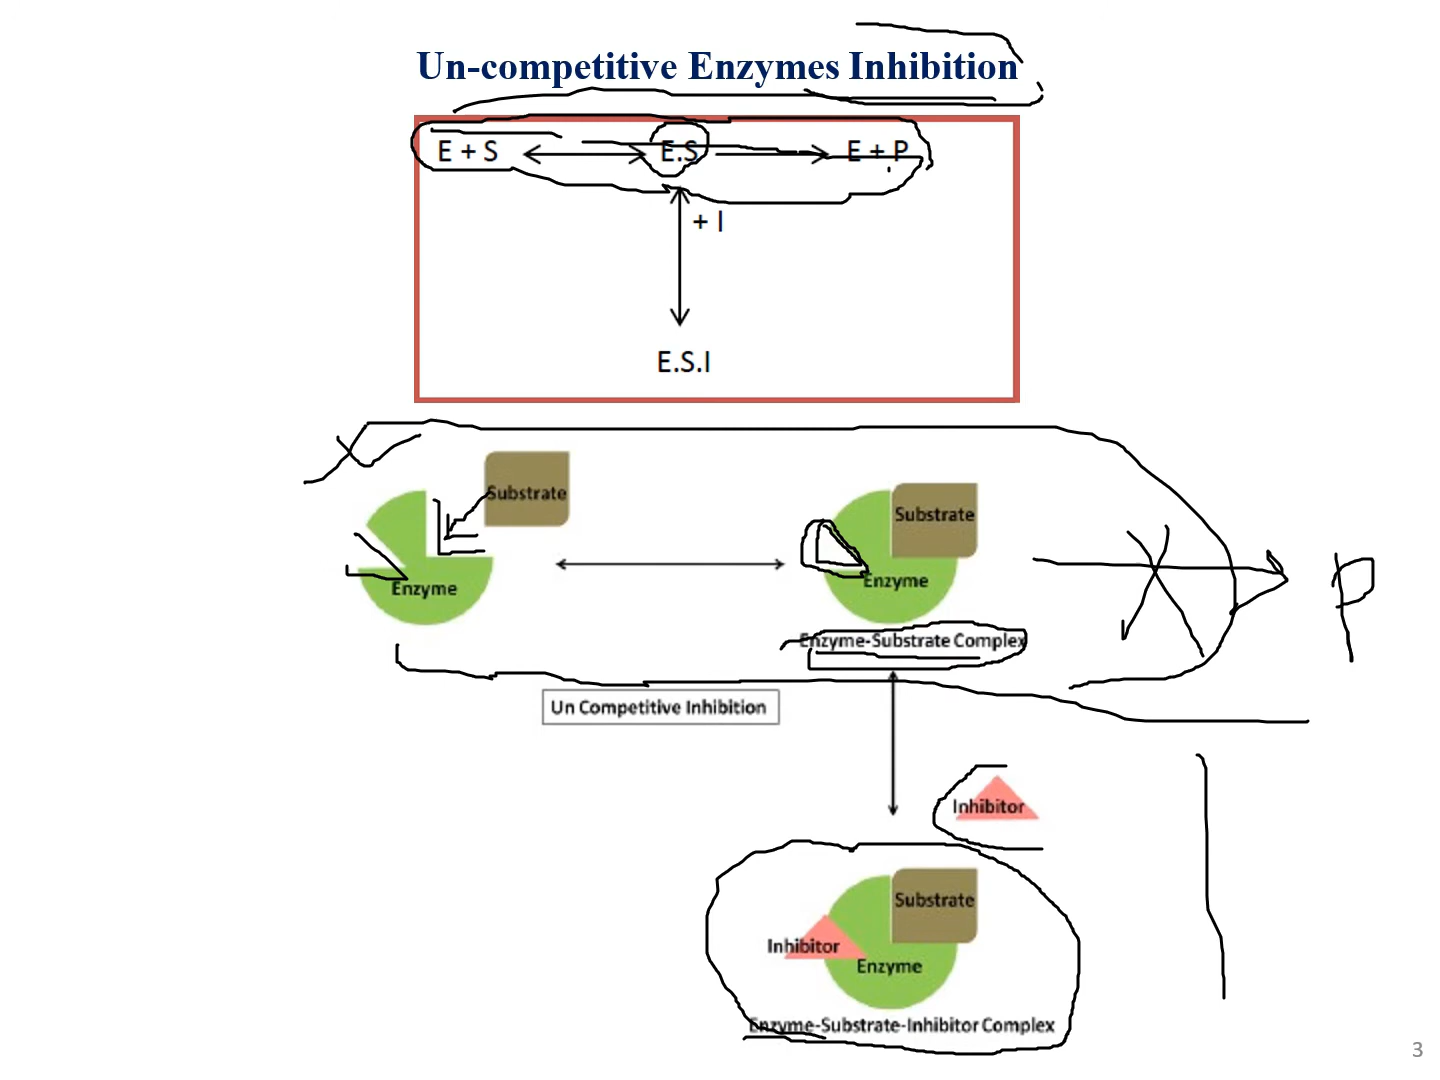 Un-competitive Enzymes Inhibition
E + S E.S E + P
+ I
E.S.I
Substrate
Substrate
Enzyme
Enzyme
P
Enzyme-Substrate Complex
Un Competitive Inhibition
Inhibitor
Substrate
Inhibitor
Enzyme
Enzyme-Substrate-Inhibitor Complex
3